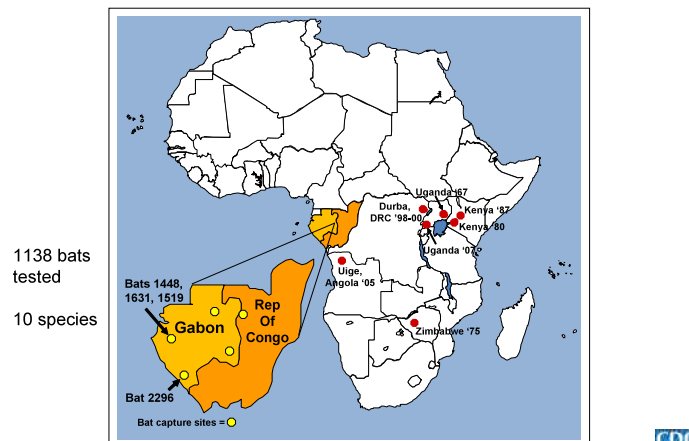 1138 bats
tested
10 species
Uganda '67
Durba,
DRC '98-00
Kenya '87
Kenya '80
Uganda '07
Uige,
Angola '05
Zimbabwe '75
Bats 1448,
1631, 1519
Gabon
Rep
Of
Congo
Bat 2296
Bat capture sites =